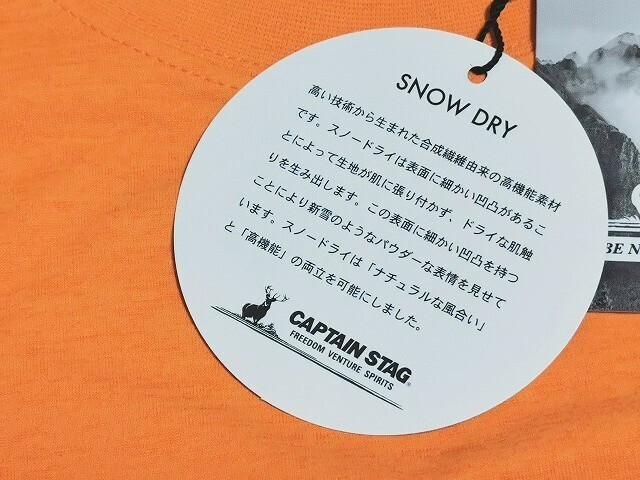 SNOW DRY
高い技術から生まれた合成繊維由来の高機能素材
です。スノードライは表面に細かい凹凸があるこ
とによって生地が肌に張り付かず、ドライな肌触
りを生み出します。この表面に細かい凹凸を持つ
ことにより新雪のようなパウダーな表情を見せて
います。スノードライは「ナチュラルな風合い」
と「高機能」の両立を可能にしました。
CAPTAIN STAG®
FREEDOM VENTURE SPIRITS
BE N